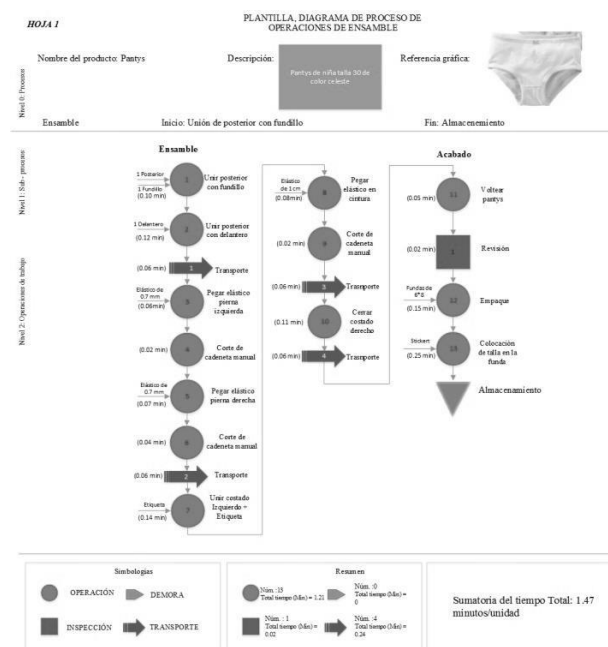 HOJA 1
PLANTILLA, DIAGRAMA DE PROCESO DE
OPERACIONES DE ENSAMBLE
Nivel 0: Procesos
Nombre del producto: Pantys
Descripción:
Pantys de niña talla 30 de
color celeste
Referencia gráfica:
Ensamble
Inicio: Unión de posterior con fundillo
Fin: Almacenemiento
Nivel 1: Sub-procesos
Nivel 2: Operaciones de trabajo
Ensamble
1 Posterior
1 Fundillo
(0.10 min)
1
Unir posterior
con fundillo
1 Delentero
(0.12 min)
2
Unir posterior
con delantero
(0.06 min)
1
Transporte
Elástico de
0.7 mm
(0.06min)
3
Pegar elástico
pierna
izquierda
(0.02 min)
4
Corte de
cadeneta manual
Elástico de
0.7 mm
(0.07 min)
5
Pegar elástico
pierna derecha
(0.04 min)
6
Corte de
cadeneta manual
(0.06 min)
2
Transporte
Etiqueta
(0.14 min)
7
Unir costado
Izquierdo +
Etiqueta
Elástico
de 1cm
(0.08min)
8
Pegar
elástico en
cintura
(0.02 min)
9
Corte de
cadeneta
manual
(0.06 min)
3
Transporte
(0.11 min)
10
Cerrar
costado
derecho
(0.06 min)
4
Transporte
Acabado
(0.05 min)
11
Voltear
pantys
(0.02 min)
1
Revisión
Fundas de
6*8
(0.15 min)
12
Empaque
Stickert
(0.25 min)
13
Colocación
de talla en la
funda
Almacenamiento
Simbologias
OPERACIÓN
DEMORA
INSPECCIÓN
TRANSPORTE
Resumen
Núm. :13
Total tiempo (Min) = 1.21
Núm. :0
Total tiempo (Min) =
0
Núm. : 1
Total tiempo (Min) =
0.02
Núm. :4
Total tiempo (Min) =
0.24
Sumatoria del tiempo Total: 1.47
minutos/unidad